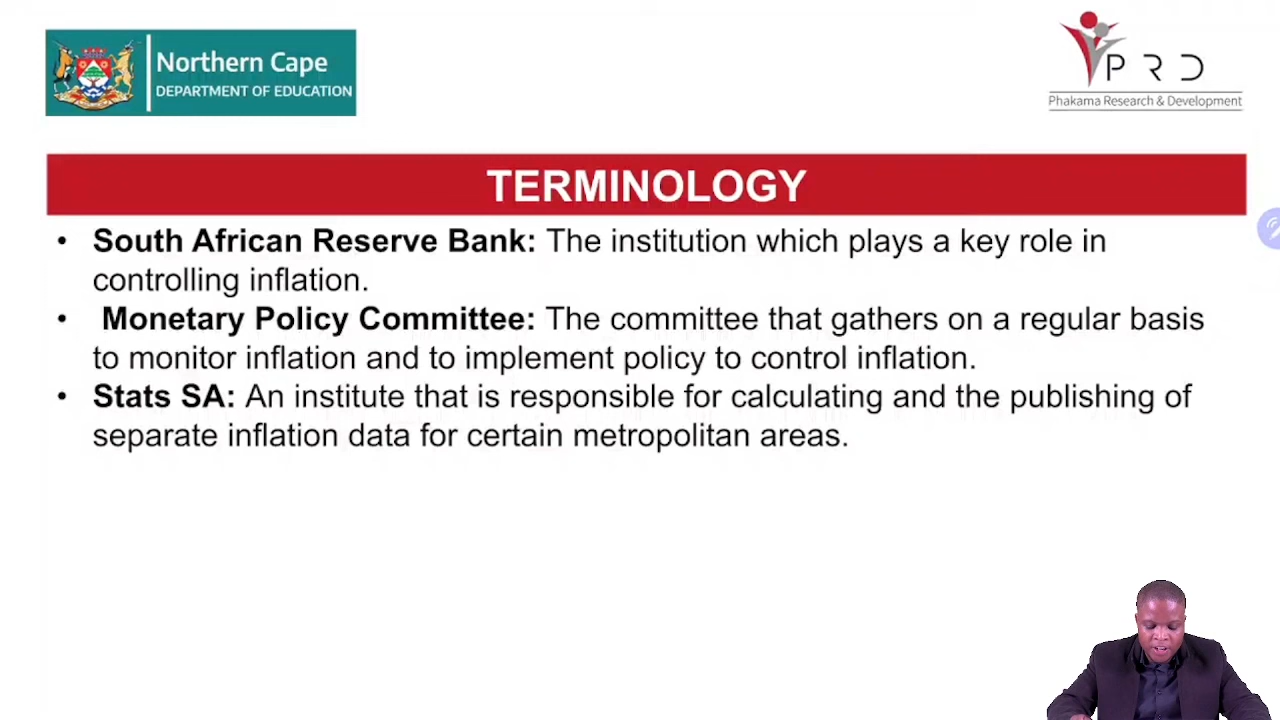 Northern Cape
DEPARTMENT OF EDUCATION
P R D
Phakama Research & Development
TERMINOLOGY
• South African Reserve Bank: The institution which plays a key role in
controlling inflation.
• Monetary Policy Committee: The committee that gathers on a regular basis
to monitor inflation and to implement policy to control inflation.
• Stats SA: An institute that is responsible for calculating and the publishing of
separate inflation data for certain metropolitan areas.